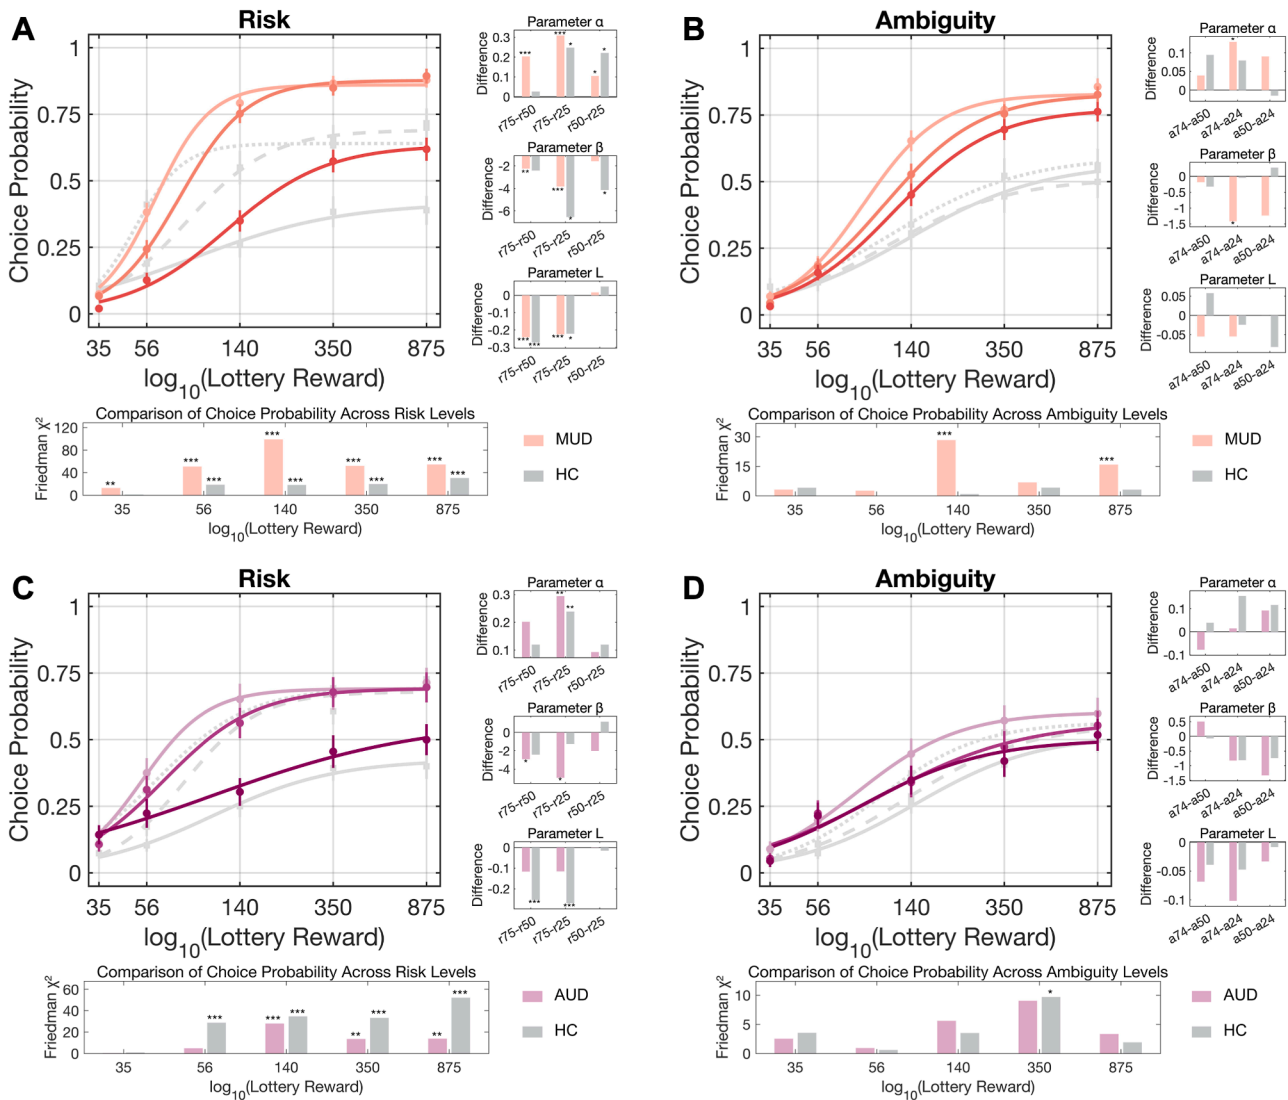 A
Risk
Choice Probability
1
0.75
0.5
0.25
0
35 56 140 350 875
log10(Lottery Reward)
Parameter α
Difference
0.3
0.2
0.1
0
*** *** * * *
r75-r50 r75-r25 r50-r25
Parameter β
Difference
-2
-4
-6
** *** * *
r75-r50 r75-r25 r50-r25
Parameter L
Difference
0
-0.1
-0.2
-0.3
*** *** *** *
r75-r50 r75-r25 r50-r25
Comparison of Choice Probability Across Risk Levels
Friedman χ²
120
80
40
0
** *** *** *** *** *** *** *** ***
35 56 140 350 875
log10(Lottery Reward)
MUD
HC
B
Ambiguity
Choice Probability
1
0.75
0.5
0.25
0
35 56 140 350 875
log10(Lottery Reward)
Parameter α
Difference
0.1
0.05
0
*
a74-a50 a74-a24 a50-a24
Parameter β
Difference
0
-0.5
-1
-1.5
*
a74-a50 a74-a24 a50-a24
Parameter L
Difference
0.05
0
-0.05
a74-a50 a74-a24 a50-a24
Comparison of Choice Probability Across Ambiguity Levels
Friedman χ²
30
15
0
*** ***
35 56 140 350 875
log10(Lottery Reward)
MUD
HC
C
Risk
Choice Probability
1
0.75
0.5
0.25
0
35 56 140 350 875
log10(Lottery Reward)
Parameter α
Difference
0.3
0.2
0.1
** **
r75-r50 r75-r25 r50-r25
Parameter β
Difference
0
-2
-4
* *
r75-r50 r75-r25 r50-r25
Parameter L
Difference
0
-0.1
-0.2
*** ***
r75-r50 r75-r25 r50-r25
Comparison of Choice Probability Across Risk Levels
Friedman χ²
60
40
20
0
*** *** *** ** *** ** ***
35 56 140 350 875
log10(Lottery Reward)
AUD
HC
D
Ambiguity
Choice Probability
1
0.75
0.5
0.25
0
35 56 140 350 875
log10(Lottery Reward)
Parameter α
Difference
0.1
0
-0.1
a74-a50 a74-a24 a50-a24
Parameter β
Difference
0.5
0
-0.5
-1
-1.5
a74-a50 a74-a24 a50-a24
Parameter L
Difference
0
-0.05
-0.1
a74-a50 a74-a24 a50-a24
Comparison of Choice Probability Across Ambiguity Levels
Friedman χ²
10
5
0
*
35 56 140 350 875
log10(Lottery Reward)
AUD
HC